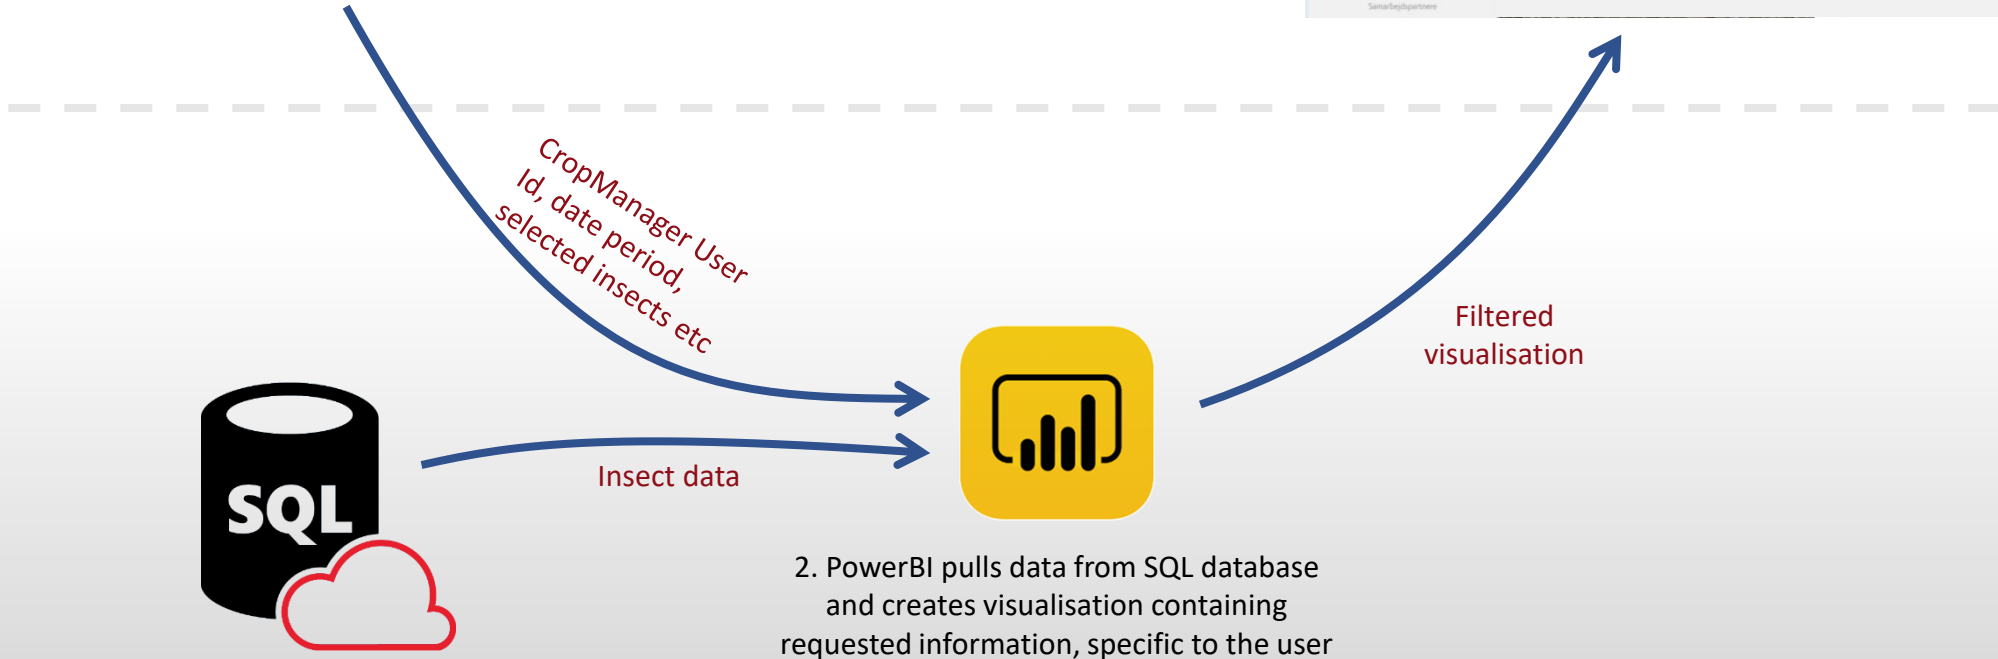 Samarbejdspartnere
CropManager User
Id, date period,
selected insects etc
Filtered
visualisation
SQL
Insect data
2. PowerBI pulls data from SQL database
and creates visualisation containing
requested information, specific to the user